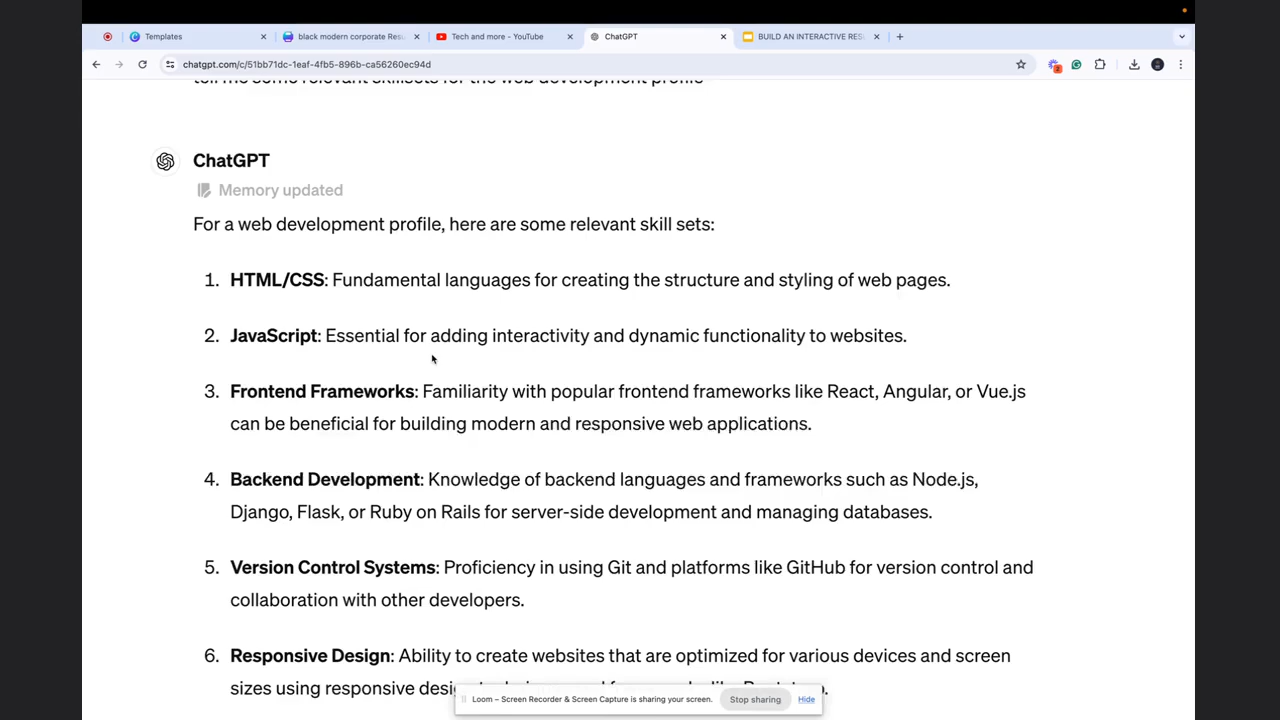 Templates
black modern corporate Resu
Tech and more - YouTube
ChatGPT
BUILD AN INTERACTIVE RES
chatgpt.com/c/51bb71dc-1eaf-4fb5-896b-ca56260ec94d
tell me some relevant skillsets for the web development profile
ChatGPT
Memory updated
For a web development profile, here are some relevant skill sets:
1. HTML/CSS: Fundamental languages for creating the structure and styling of web pages.
2. JavaScript: Essential for adding interactivity and dynamic functionality to websites.
3. Frontend Frameworks: Familiarity with popular frontend frameworks like React, Angular, or Vue.js
can be beneficial for building modern and responsive web applications.
4. Backend Development: Knowledge of backend languages and frameworks such as Node.js,
Django, Flask, or Ruby on Rails for server-side development and managing databases.
5. Version Control Systems: Proficiency in using Git and platforms like GitHub for version control and
collaboration with other developers.
6. Responsive Design: Ability to create websites that are optimized for various devices and screen
sizes using responsive
Loom – Screen Recorder & Screen Capture is sharing your screen.
Stop sharing
Hide